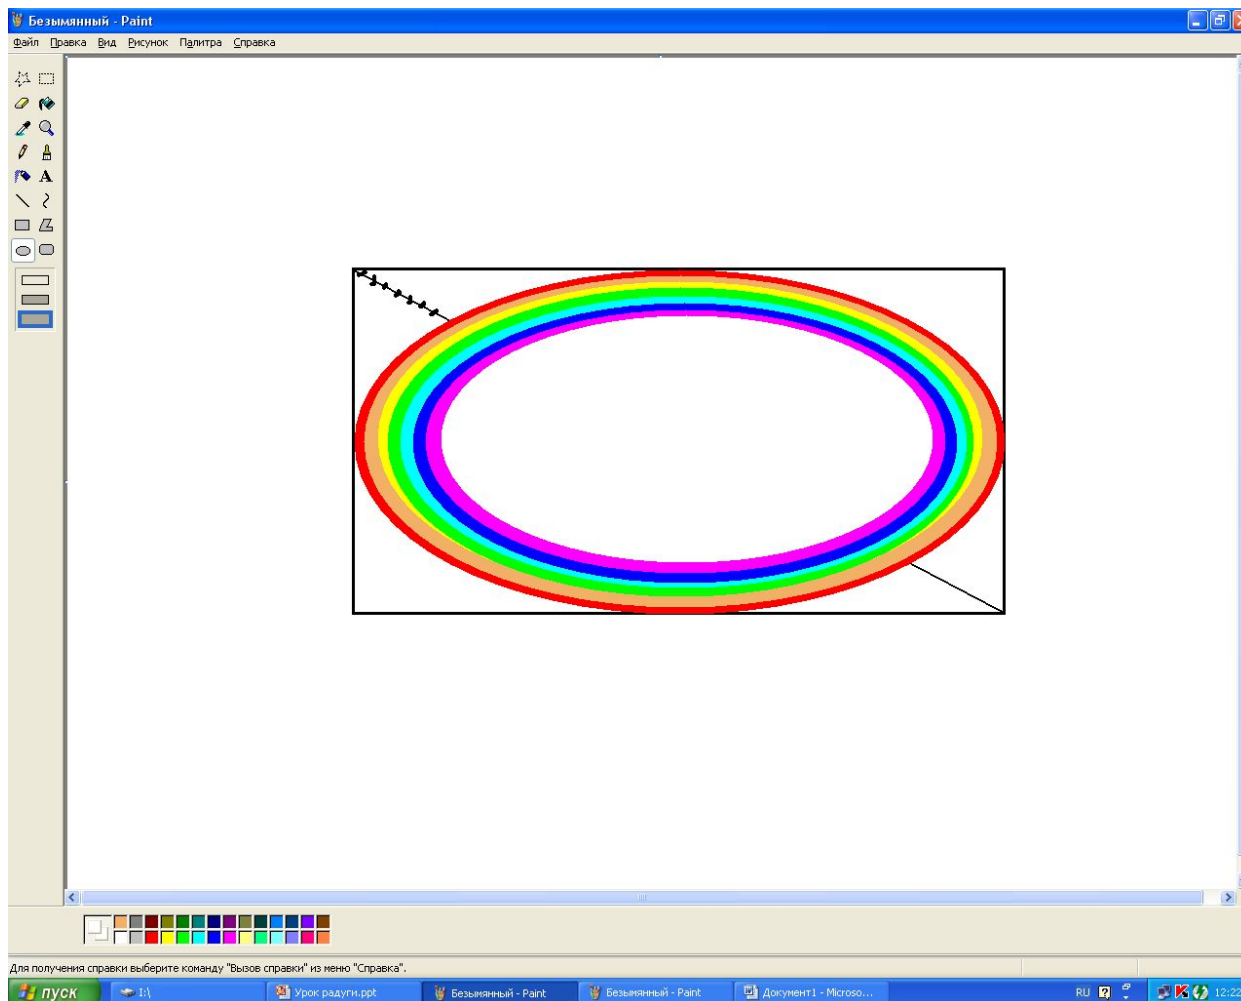 Безымянный - Paint
Файл Правка Вид Рисунок Палитра Справка
A
Для получения справки выберите команду "Вызов справки" из меню "Справка".
пуск I:\ Урок радуги.ppt Безымянный - Paint Безымянный - Paint Документ1 - Microso... RU 12:22